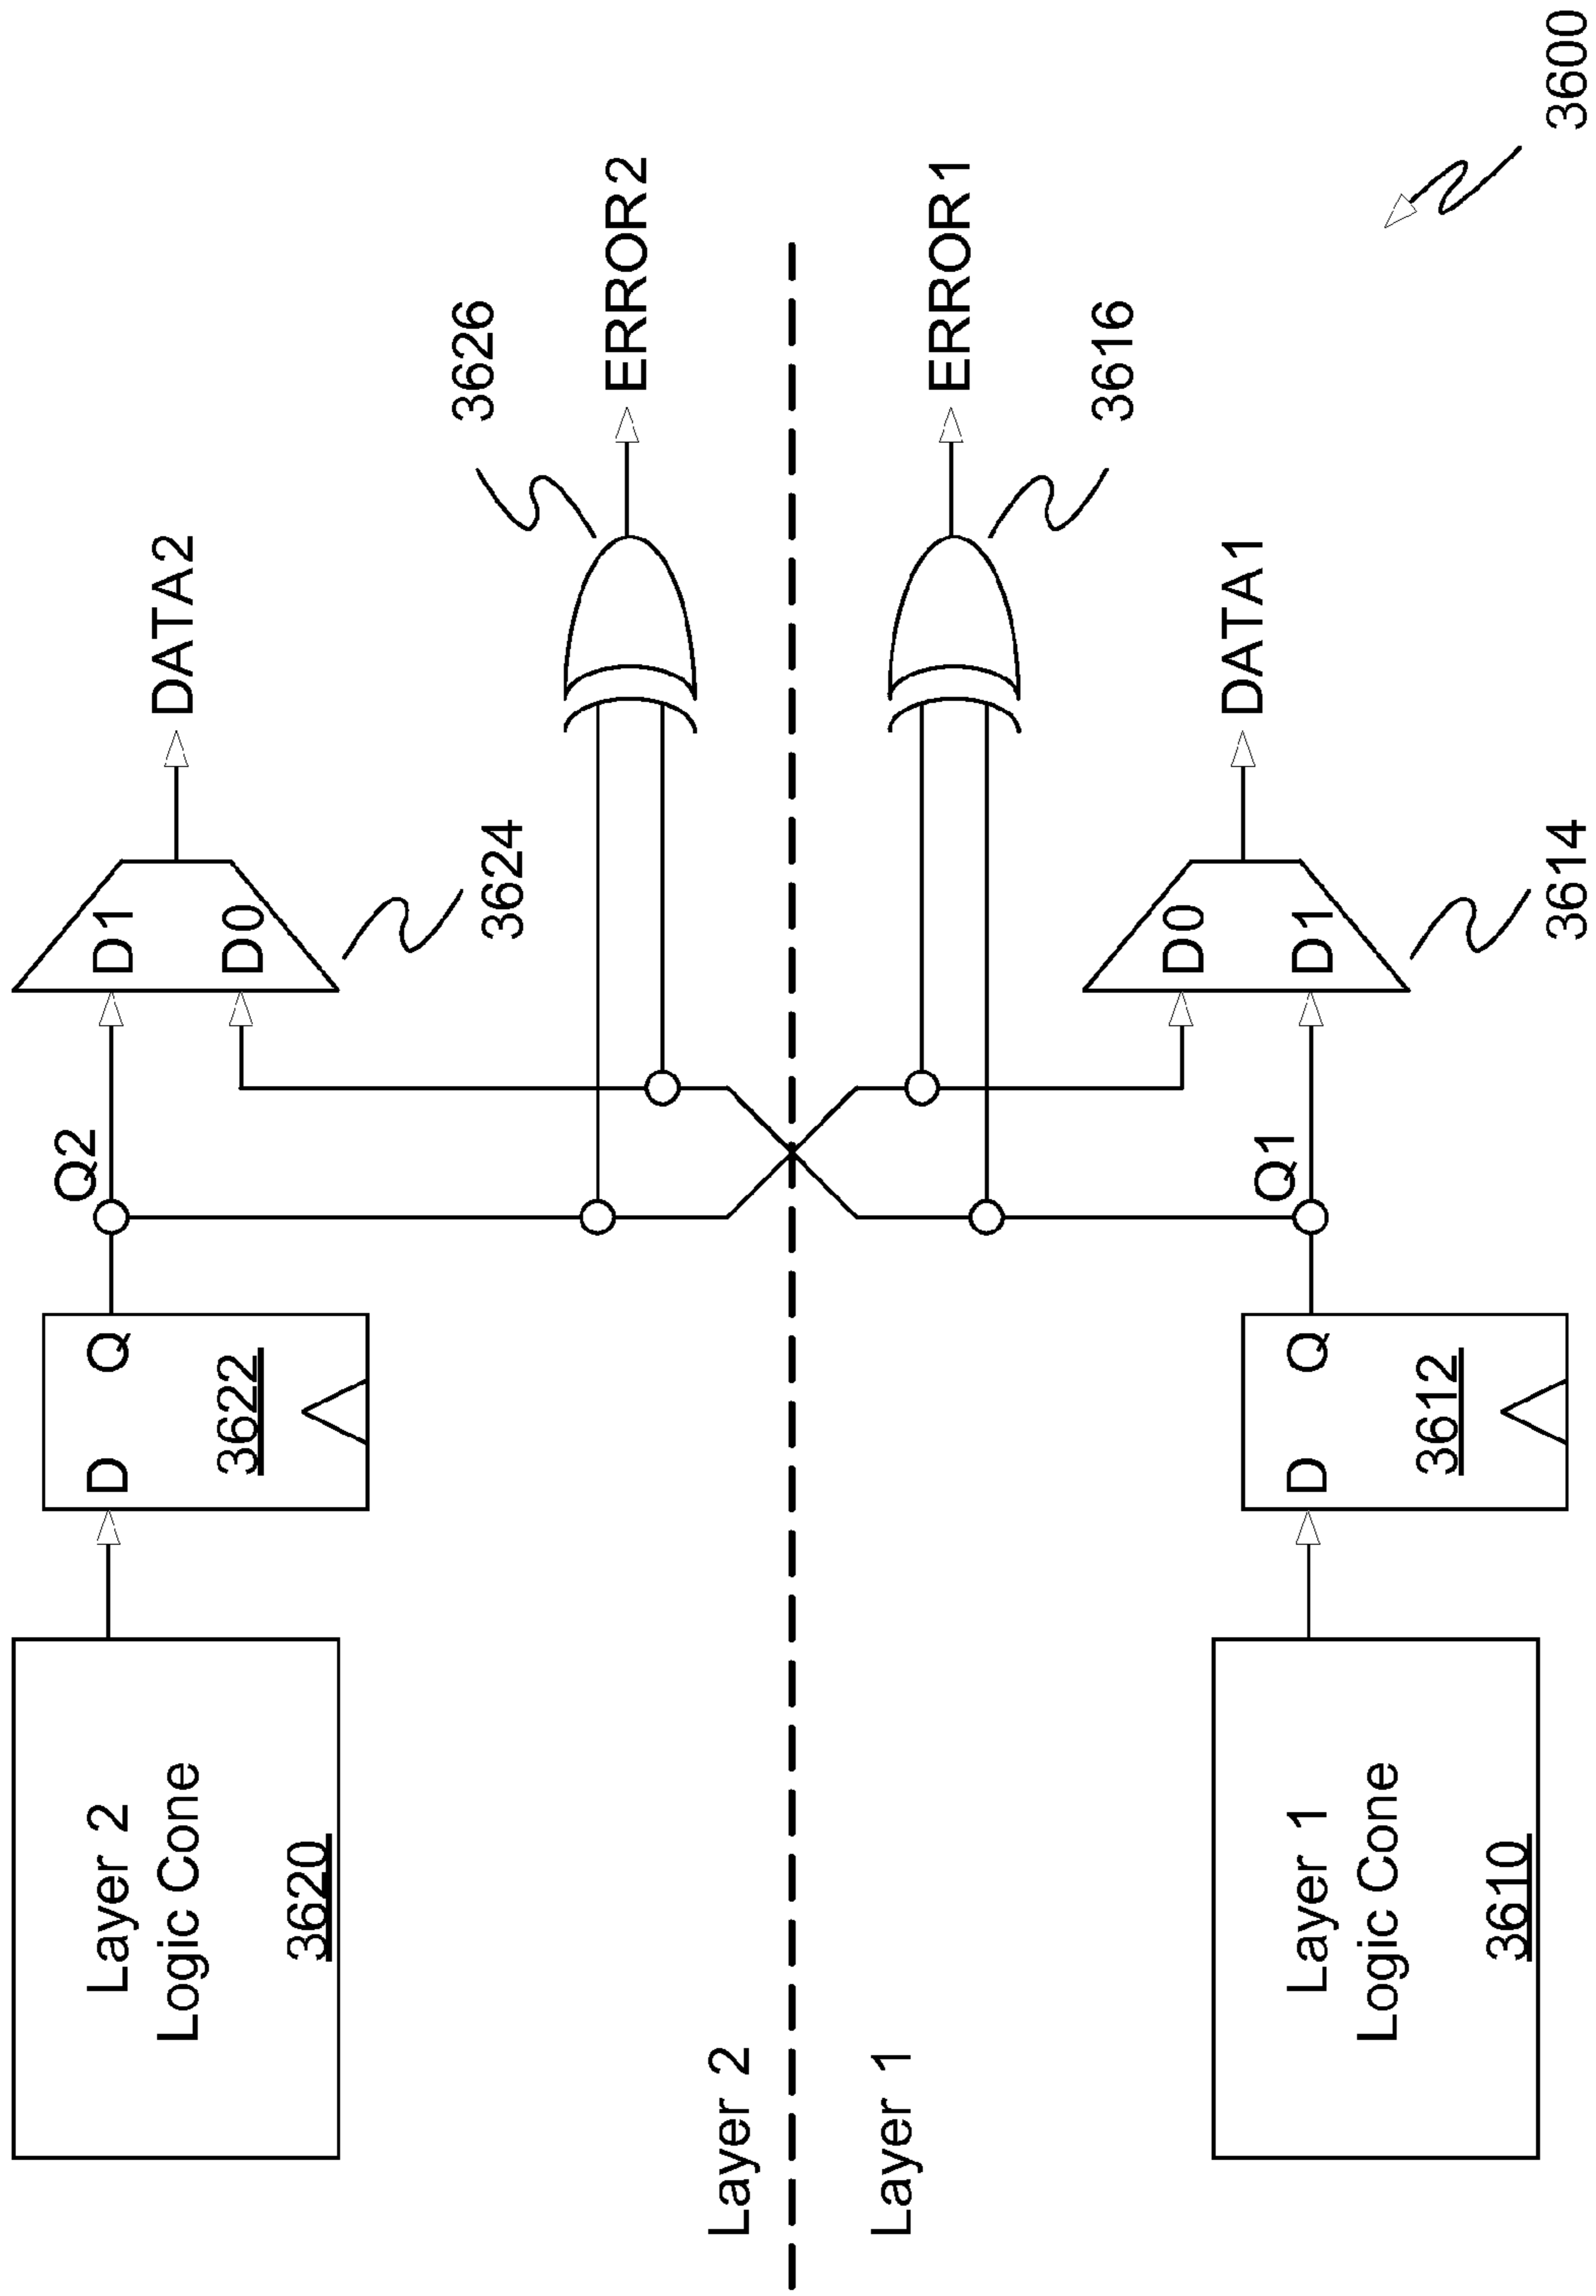 Layer 2
Logic Cone
3620
D Q
3622
Q2
D1
D0
3624
DATA2
3626
ERROR2
Layer 2
Layer 1
ERROR1
3616
D0
D1
3614
DATA1
Q1
D Q
3612
Layer 1
Logic Cone
3610
3600